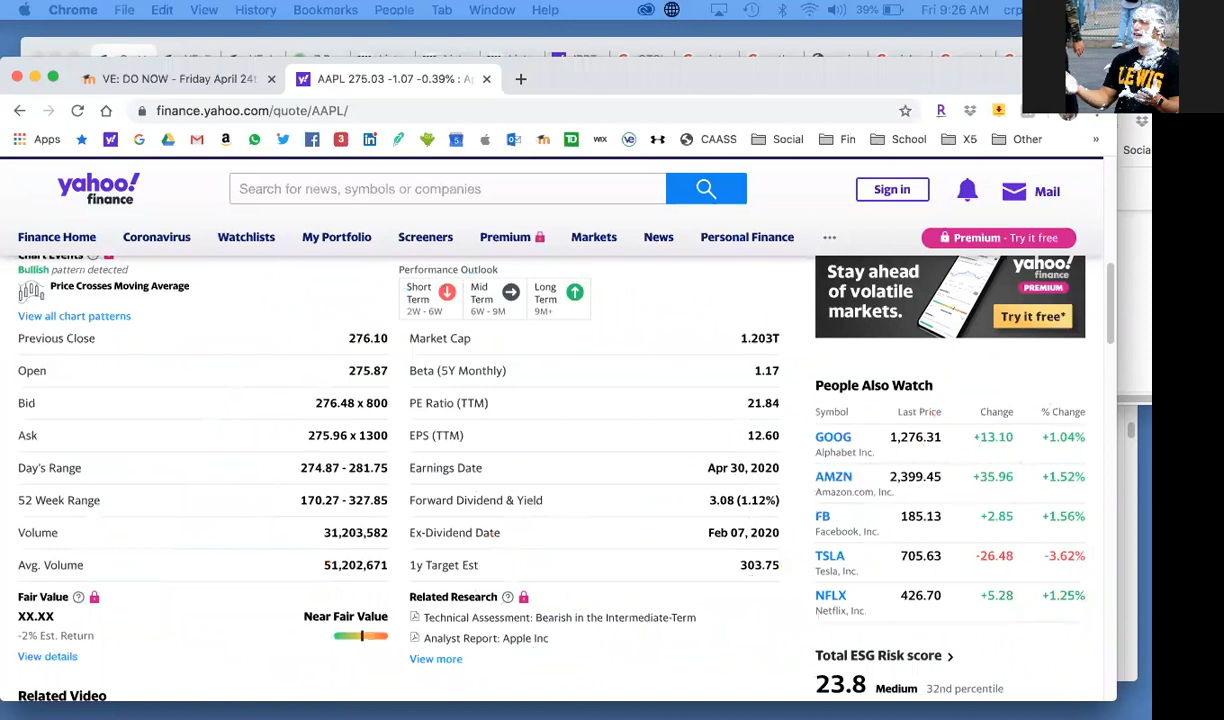 Chrome File Edit View History Bookmarks People Tab Window Help 39% Fri 9:26 AM crp
VE: DO NOW - Friday April 24t
AAPL 275.03 -1.07 -0.39% : A
finance.yahoo.com/quote/AAPL/
Apps CAASS Social Fin School X5 Other »
Socia
LEWIS
yahoo!
finance
Search for news, symbols or companies
Sign in
Mail
Finance Home Coronavirus Watchlists My Portfolio Screeners Premium Markets News Personal Finance ... Premium - Try it free
Chart Events
Bullish pattern detected
Price Crosses Moving Average
View all chart patterns
Performance Outlook
Short Term 2W - 6W
Mid Term 6W - 9M
Long Term 9M+
Previous Close 276.10
Open 275.87
Bid 276.48 x 800
Ask 275.96 x 1300
Day's Range 274.87 - 281.75
52 Week Range 170.27 - 327.85
Volume 31,203,582
Avg. Volume 51,202,671
Market Cap 1.203T
Beta (5Y Monthly) 1.17
PE Ratio (TTM) 21.84
EPS (TTM) 12.60
Earnings Date Apr 30, 2020
Forward Dividend & Yield 3.08 (1.12%)
Ex-Dividend Date Feb 07, 2020
1y Target Est 303.75
Fair Value
XX.XX Near Fair Value
-2% Est. Return
View details
Related Research
Technical Assessment: Bearish in the Intermediate-Term
Analyst Report: Apple Inc
View more
Related Video
Stay ahead
of volatile
markets.
yahoo!
finance
PREMIUM
Try it free*
People Also Watch
Symbol Last Price Change % Change
GOOG 1,276.31 +13.10 +1.04%
Alphabet Inc.
AMZN 2,399.45 +35.96 +1.52%
Amazon.com, Inc.
FB 185.13 +2.85 +1.56%
Facebook, Inc.
TSLA 705.63 -26.48 -3.62%
Tesla, Inc.
NFLX 426.70 +5.28 +1.25%
Netflix, Inc.
Total ESG Risk score
23.8 Medium 32nd percentile